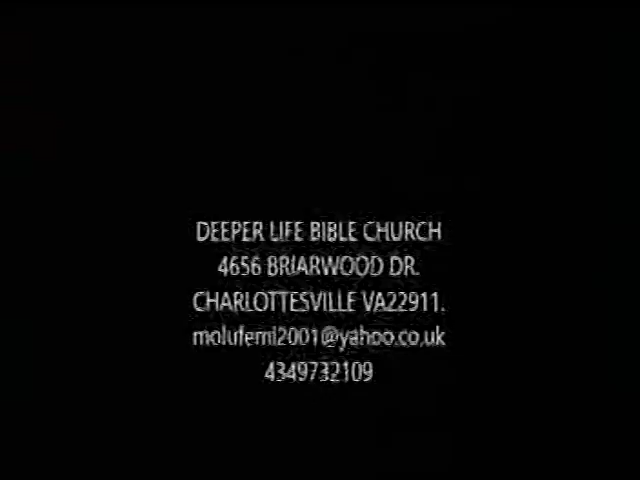 DEEPER LIFE BIBLE CHURCH
4656 BRIARWOOD DR.
CHARLOTTESVILLE VA22911.
molufemi2001@yahoo.co.uk
4349732109